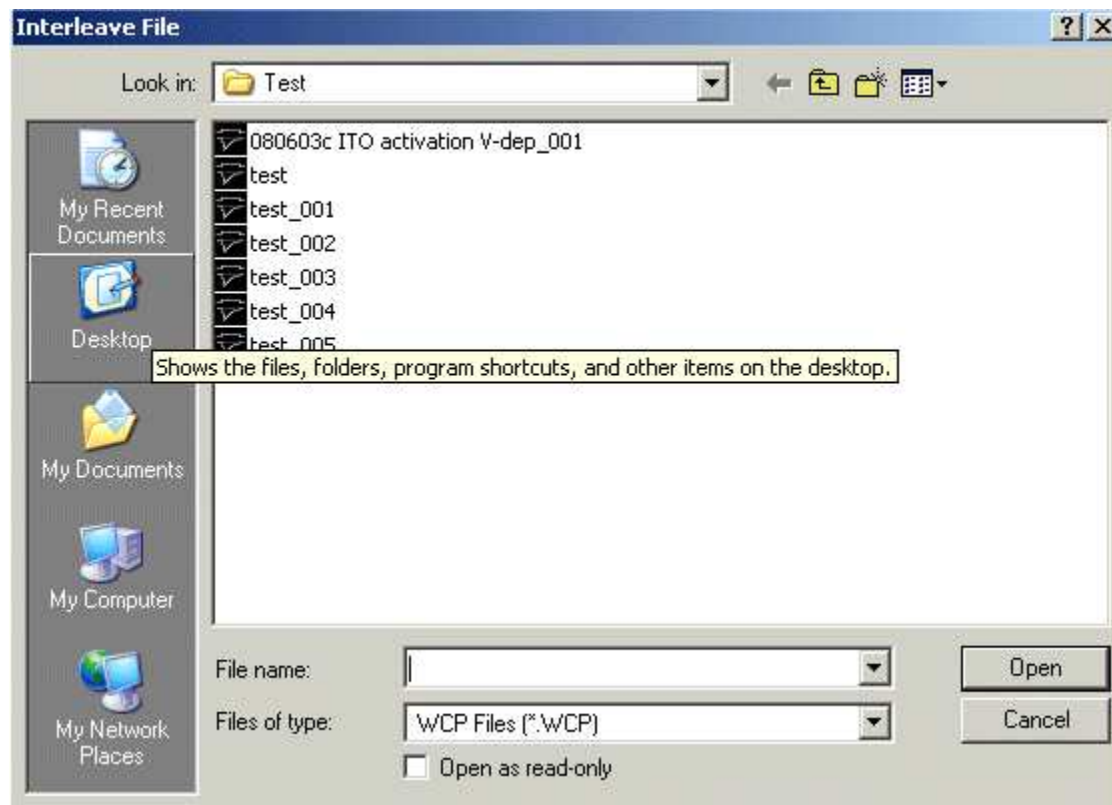 Interleave File
Look in: Test
080603c ITO activation V-dep_001
test
test_001
test_002
test_003
test_004
test_005
My Recent
Documents
Desktop
Shows the files, folders, program shortcuts, and other items on the desktop.
My Documents
My Computer
My Network
Places
File name:
Open
Files of type: WCP Files (*.WCP)
Cancel
Open as read-only